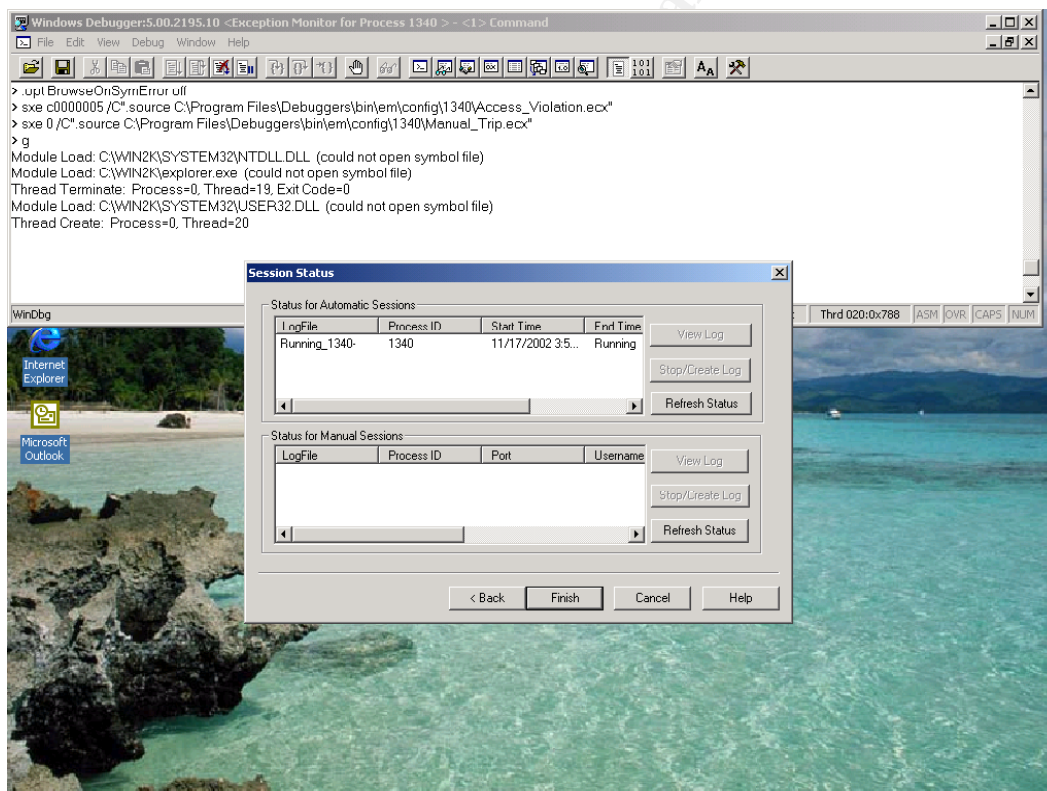 Windows Debugger:5.00.2195.10 <Exception Monitor for Process 1340 > - <1> Command
File Edit View Debug Window Help
> .opt BrowseOnSymError off
> sxe c0000005 /C".source C:\Program Files\Debuggers\bin\em\config\1340\Access_Violation.ecx"
> sxe 0 /C".source C:\Program Files\Debuggers\bin\em\config\1340\Manual_Trip.ecx"
> g
Module Load: C:\WIN2K\SYSTEM32\NTDLL.DLL (could not open symbol file)
Module Load: C:\WIN2K\explorer.exe (could not open symbol file)
Thread Terminate: Process=0, Thread=19, Exit Code=0
Module Load: C:\WIN2K\SYSTEM32\USER32.DLL (could not open symbol file)
Thread Create: Process=0, Thread=20
WinDbg
Thrd 020:0x788 ASM OVR CAPS NUM
Session Status
Status for Automatic Sessions
LogFile Process ID Start Time End Time
Running_1340- 1340 11/17/2002 3:5... Running
View Log
Stop/Create Log
Refresh Status
Status for Manual Sessions
LogFile Process ID Port Username
View Log
Stop/Create Log
Refresh Status
< Back Finish Cancel Help
Internet
Explorer
Microsoft
Outlook